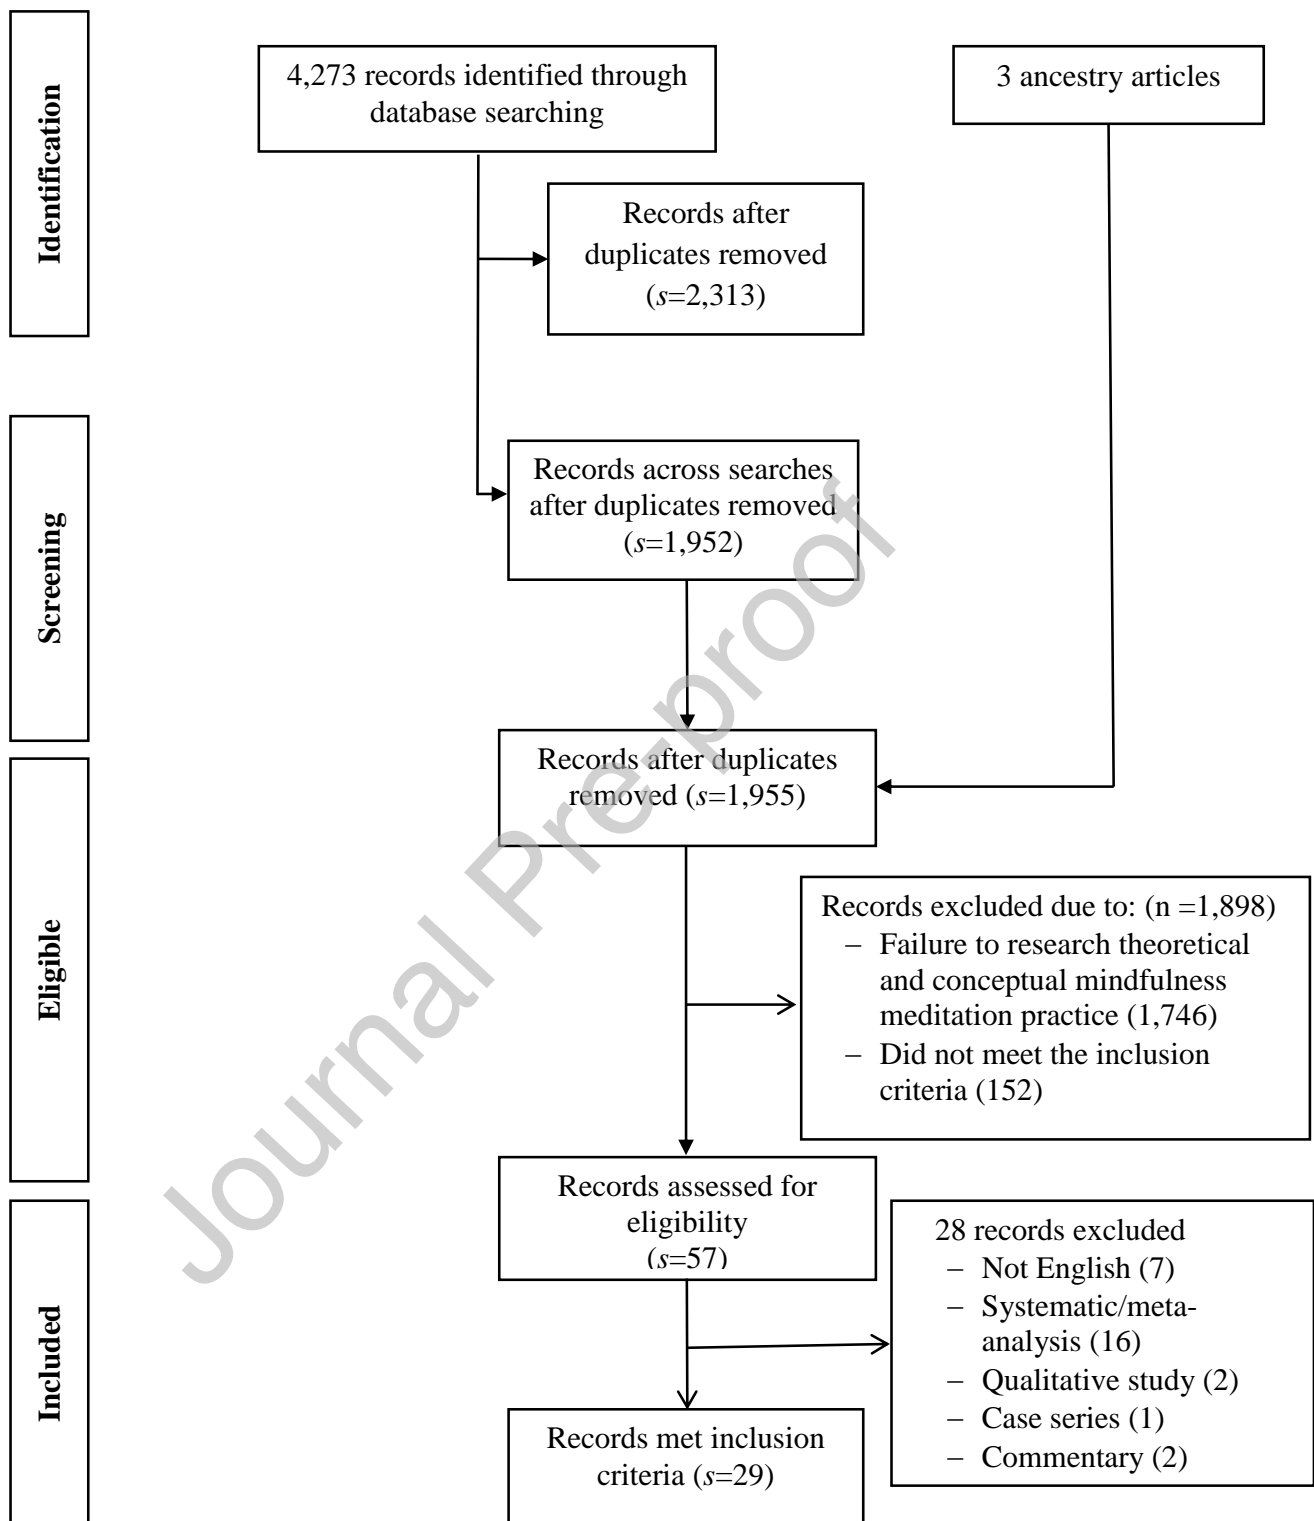 Identification
4,273 records identified through
database searching
3 ancestry articles
Records after
duplicates removed
(s=2,313)
Screening
Records across searches
after duplicates removed
(s=1,952)
Eligible
Records after duplicates
removed (s=1,955)
Records excluded due to: (n =1,898)
– Failure to research theoretical
and conceptual mindfulness
meditation practice (1,746)
– Did not meet the inclusion
criteria (152)
Records assessed for
eligibility
(s=57)
Included
28 records excluded
– Not English (7)
– Systematic/meta-
analysis (16)
– Qualitative study (2)
– Case series (1)
– Commentary (2)
Records met inclusion
criteria (s=29)
Journal Pre-proof